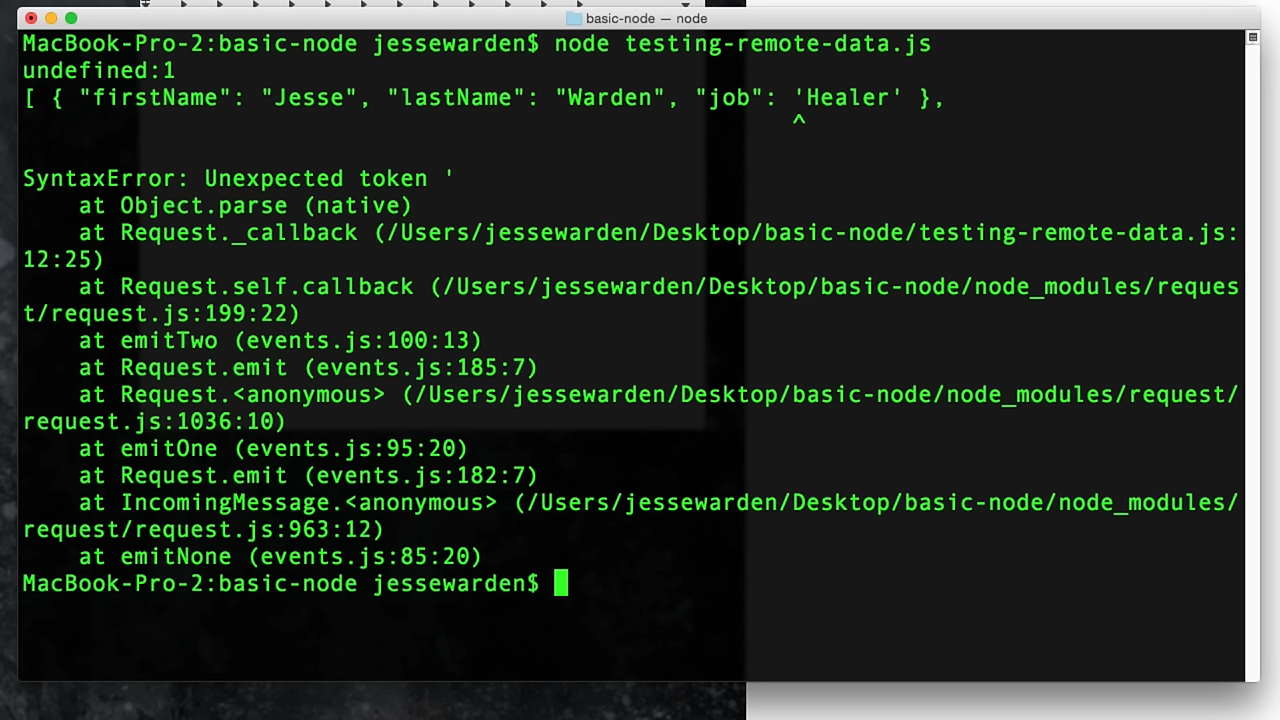 basic-node — node
MacBook-Pro-2:basic-node jessewarden$ node testing-remote-data.js
undefined:1
[ { "firstName": "Jesse", "lastName": "Warden", "job": 'Healer' },
^
SyntaxError: Unexpected token '
    at Object.parse (native)
    at Request._callback (/Users/jessewarden/Desktop/basic-node/testing-remote-data.js:
12:25)
    at Request.self.callback (/Users/jessewarden/Desktop/basic-node/node_modules/reques
t/request.js:199:22)
    at emitTwo (events.js:100:13)
    at Request.emit (events.js:185:7)
    at Request.<anonymous> (/Users/jessewarden/Desktop/basic-node/node_modules/request/
request.js:1036:10)
    at emitOne (events.js:95:20)
    at Request.emit (events.js:182:7)
    at IncomingMessage.<anonymous> (/Users/jessewarden/Desktop/basic-node/node_modules/
request/request.js:963:12)
    at emitNone (events.js:85:20)
MacBook-Pro-2:basic-node jessewarden$